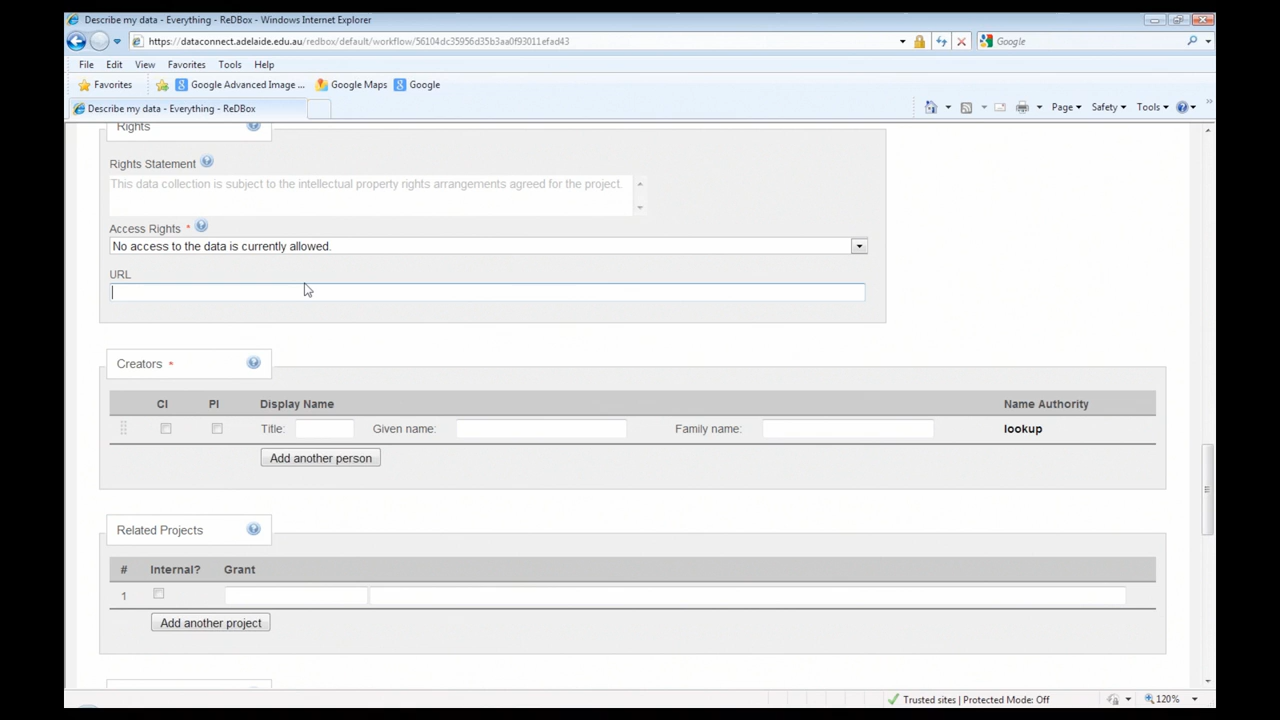 Describe my data - Everything - ReDBox - Windows Internet Explorer
https://dataconnect.adelaide.edu.au/redbox/default/workflow/56104dc35956d35b3aa0f93011efad43
Google
File Edit View Favorites Tools Help
Favorites Google Advanced Image ... Google Maps Google
Describe my data - Everything - ReDBox
Page Safety Tools
Rights
Rights Statement
This data collection is subject to the intellectual property rights arrangements agreed for the project.
Access Rights *
No access to the data is currently allowed.
URL
Creators *
CI PI Display Name Name Authority
Title: Given name: Family name: lookup
Add another person
Related Projects
# Internal? Grant
1
Add another project
Trusted sites | Protected Mode: Off
120%